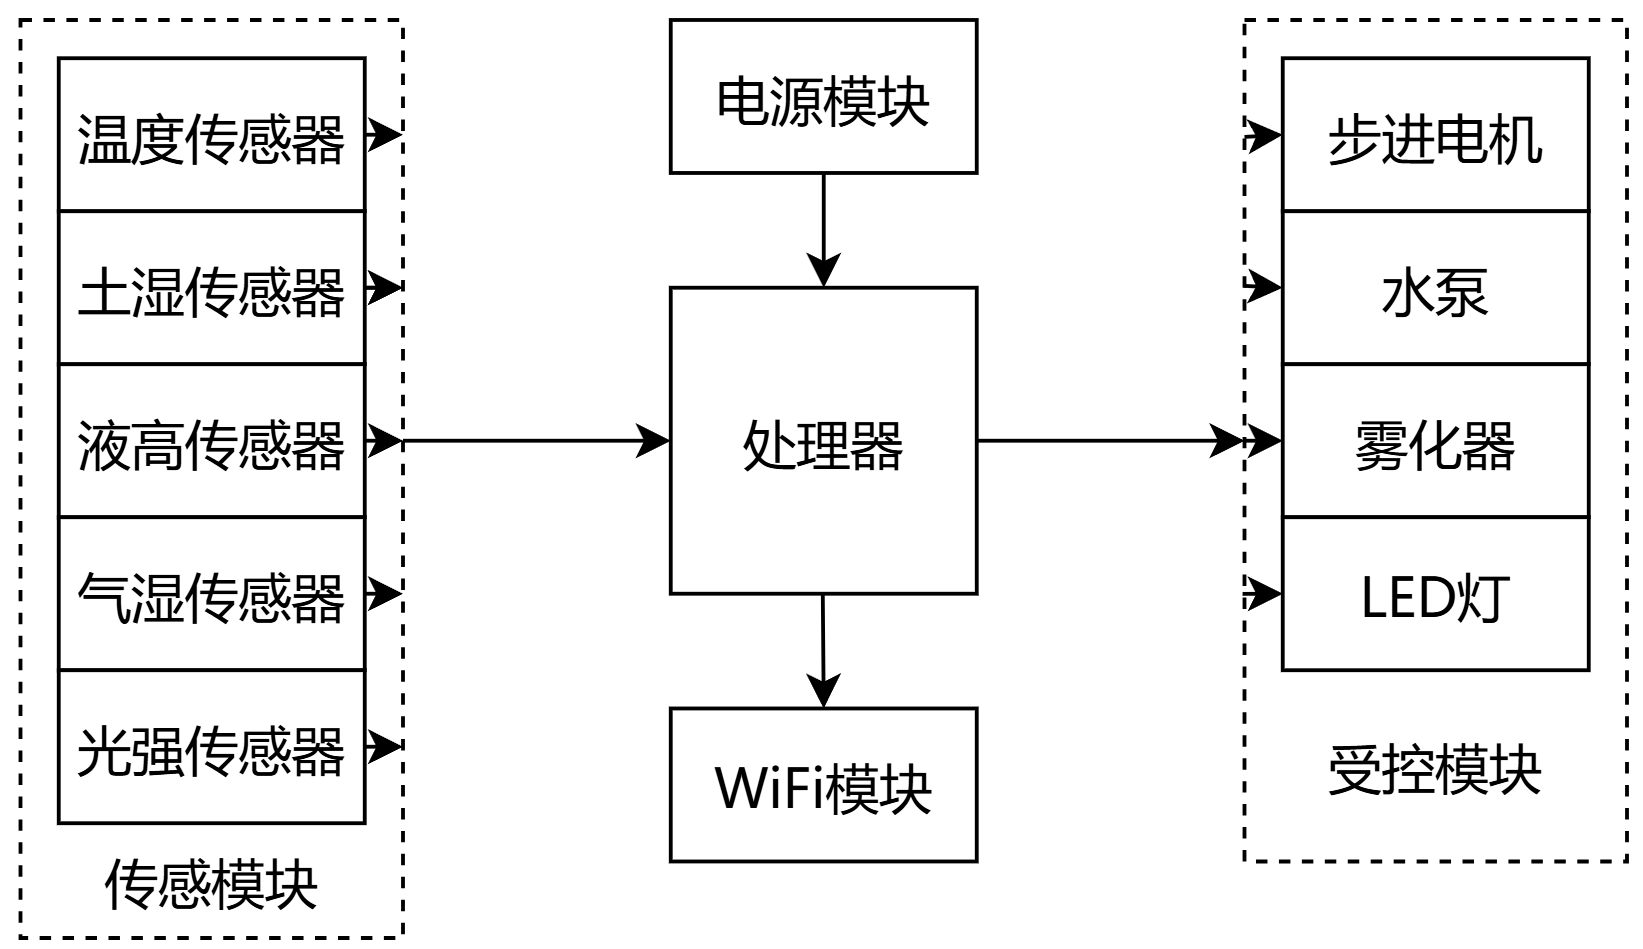 温度传感器
土湿传感器
液高传感器
气湿传感器
光强传感器
传感模块
电源模块
处理器
WiFi模块
步进电机
水泵
雾化器
LED灯
受控模块